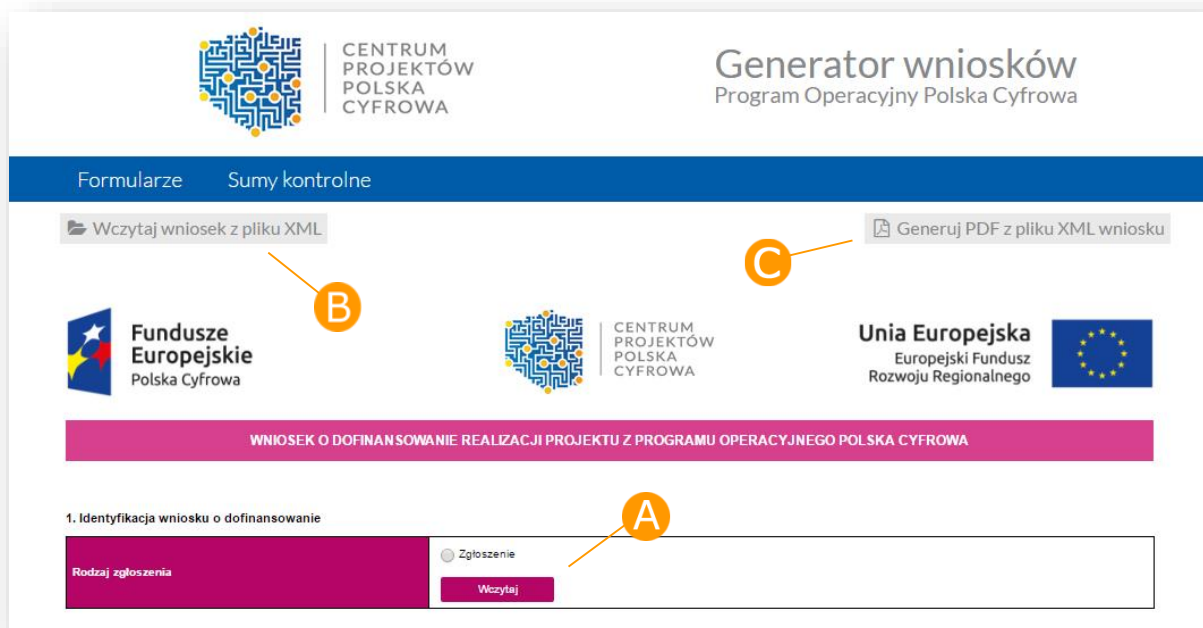 CENTRUM
PROJEKTÓW
POLSKA
CYFROWA
Generator wniosków
Program Operacyjny Polska Cyfrowa
Formularze Sumy kontrolne
Wczytaj wniosek z pliku XML
Generuj PDF z pliku XML wniosku
C
B
Fundusze
Europejskie
Polska Cyfrowa
CENTRUM
PROJEKTÓW
POLSKA
CYFROWA
Unia Europejska
Europejski Fundusz
Rozwoju Regionalnego
WNIOSEK O DOFINANSOWANIE REALIZACJI PROJEKTU Z PROGRAMU OPERACYJNEGO POLSKA CYFROWA
A
1. Identyfikacja wniosku o dofinansowanie
Rodzaj zgłoszenia
Zgłoszenie
Wczytaj